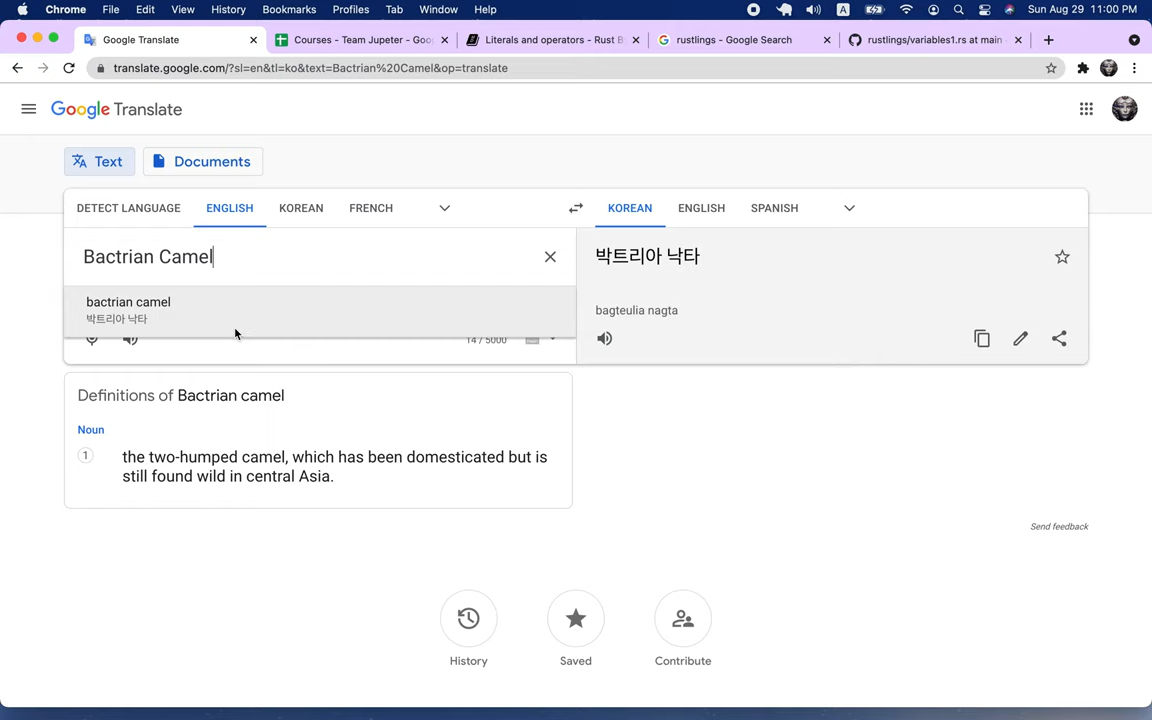 Chrome File Edit View History Bookmarks Profiles Tab Window Help A Sun Aug 29 11:00 PM
Google Translate Courses - Team Jupeter - Goo Literals and operators - Rust B rustlings - Google Search rustlings/variables1.rs at main
translate.google.com/?sl=en&tl=ko&text=Bactrian%20Camel&op=translate
Google Translate
Text Documents
DETECT LANGUAGE ENGLISH KOREAN FRENCH KOREAN ENGLISH SPANISH
Bactrian Camel 박트리아 낙타
bactrian camel
박트리아 낙타
bagteulia nagta
14 / 5000
Definitions of Bactrian camel
Noun
1 the two-humped camel, which has been domesticated but is
still found wild in central Asia.
Send feedback
History Saved Contribute